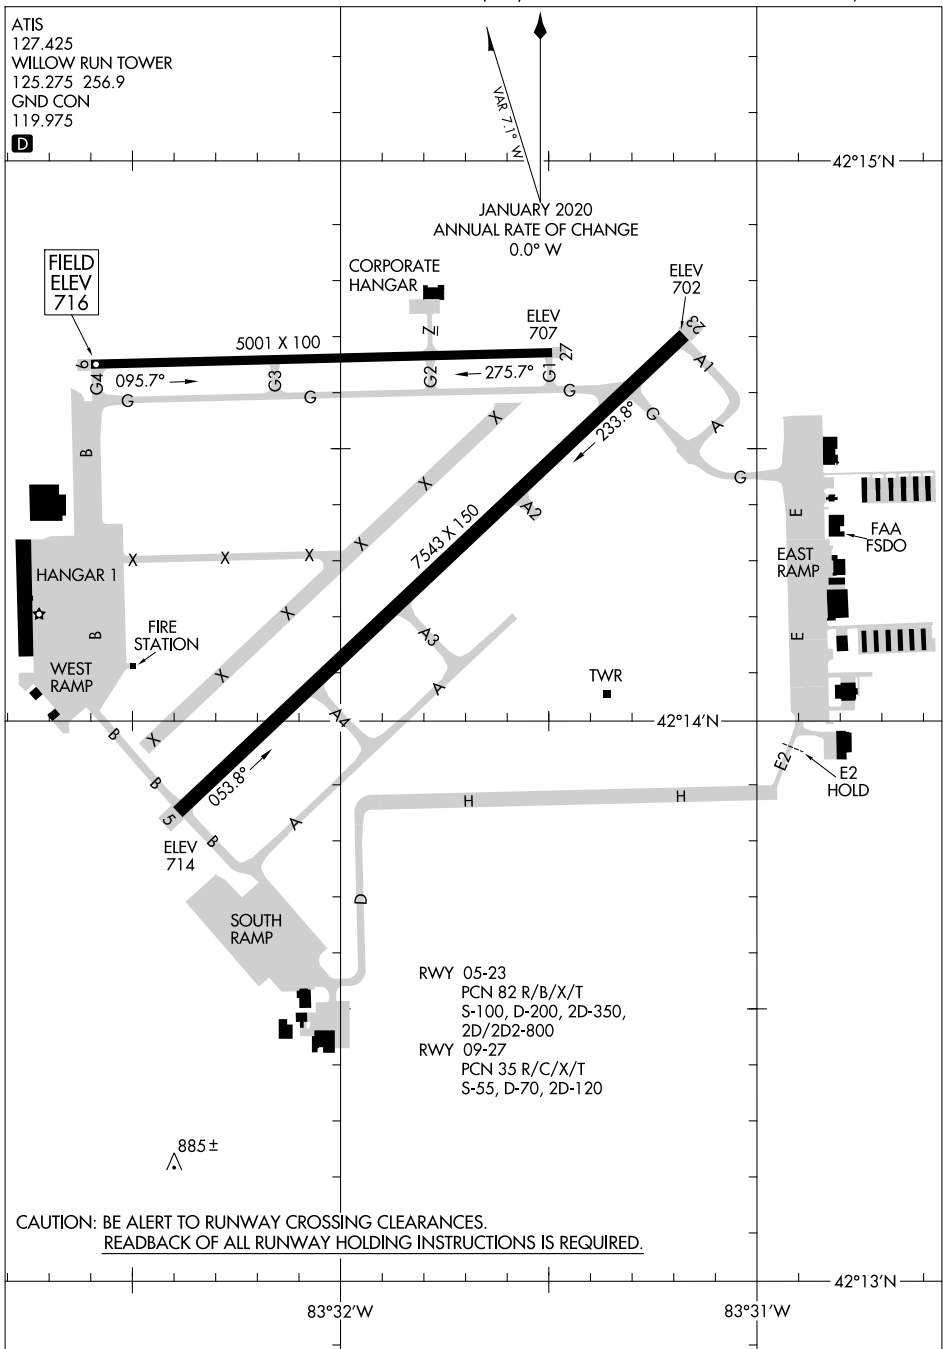 ATIS
127.425
WILLOW RUN TOWER
125.275 256.9
GND CON
119.975
D
VAR 7.1° W
42°15'N
JANUARY 2020
ANNUAL RATE OF CHANGE
0.0° W
FIELD
ELEV
716
CORPORATE
HANGAR
ELEV
702
ELEV
707
Z
23
5001 X 100
27
9
095.7°
275.7°
A1
G4
G3
G2
G1
G
G
G
G
A
233.8°
G
B
X
X
X
X
X
X
X
X
X
X
7543 X 150
A2
E
FAA
FSDO
EAST
RAMP
HANGAR 1
B
FIRE
STATION
A3
E
WEST
RAMP
A
TWR
A4
42°14'N
B
B
053.8°
E2
E2
HOLD
H
H
5
A
B
ELEV
714
D
SOUTH
RAMP
RWY 05-23
PCN 82 R/B/X/T
S-100, D-200, 2D-350,
2D/2D2-800
RWY 09-27
PCN 35 R/C/X/T
S-55, D-70, 2D-120
885 ±
CAUTION: BE ALERT TO RUNWAY CROSSING CLEARANCES.
READBACK OF ALL RUNWAY HOLDING INSTRUCTIONS IS REQUIRED.
42°13'N
83°32'W
83°31'W